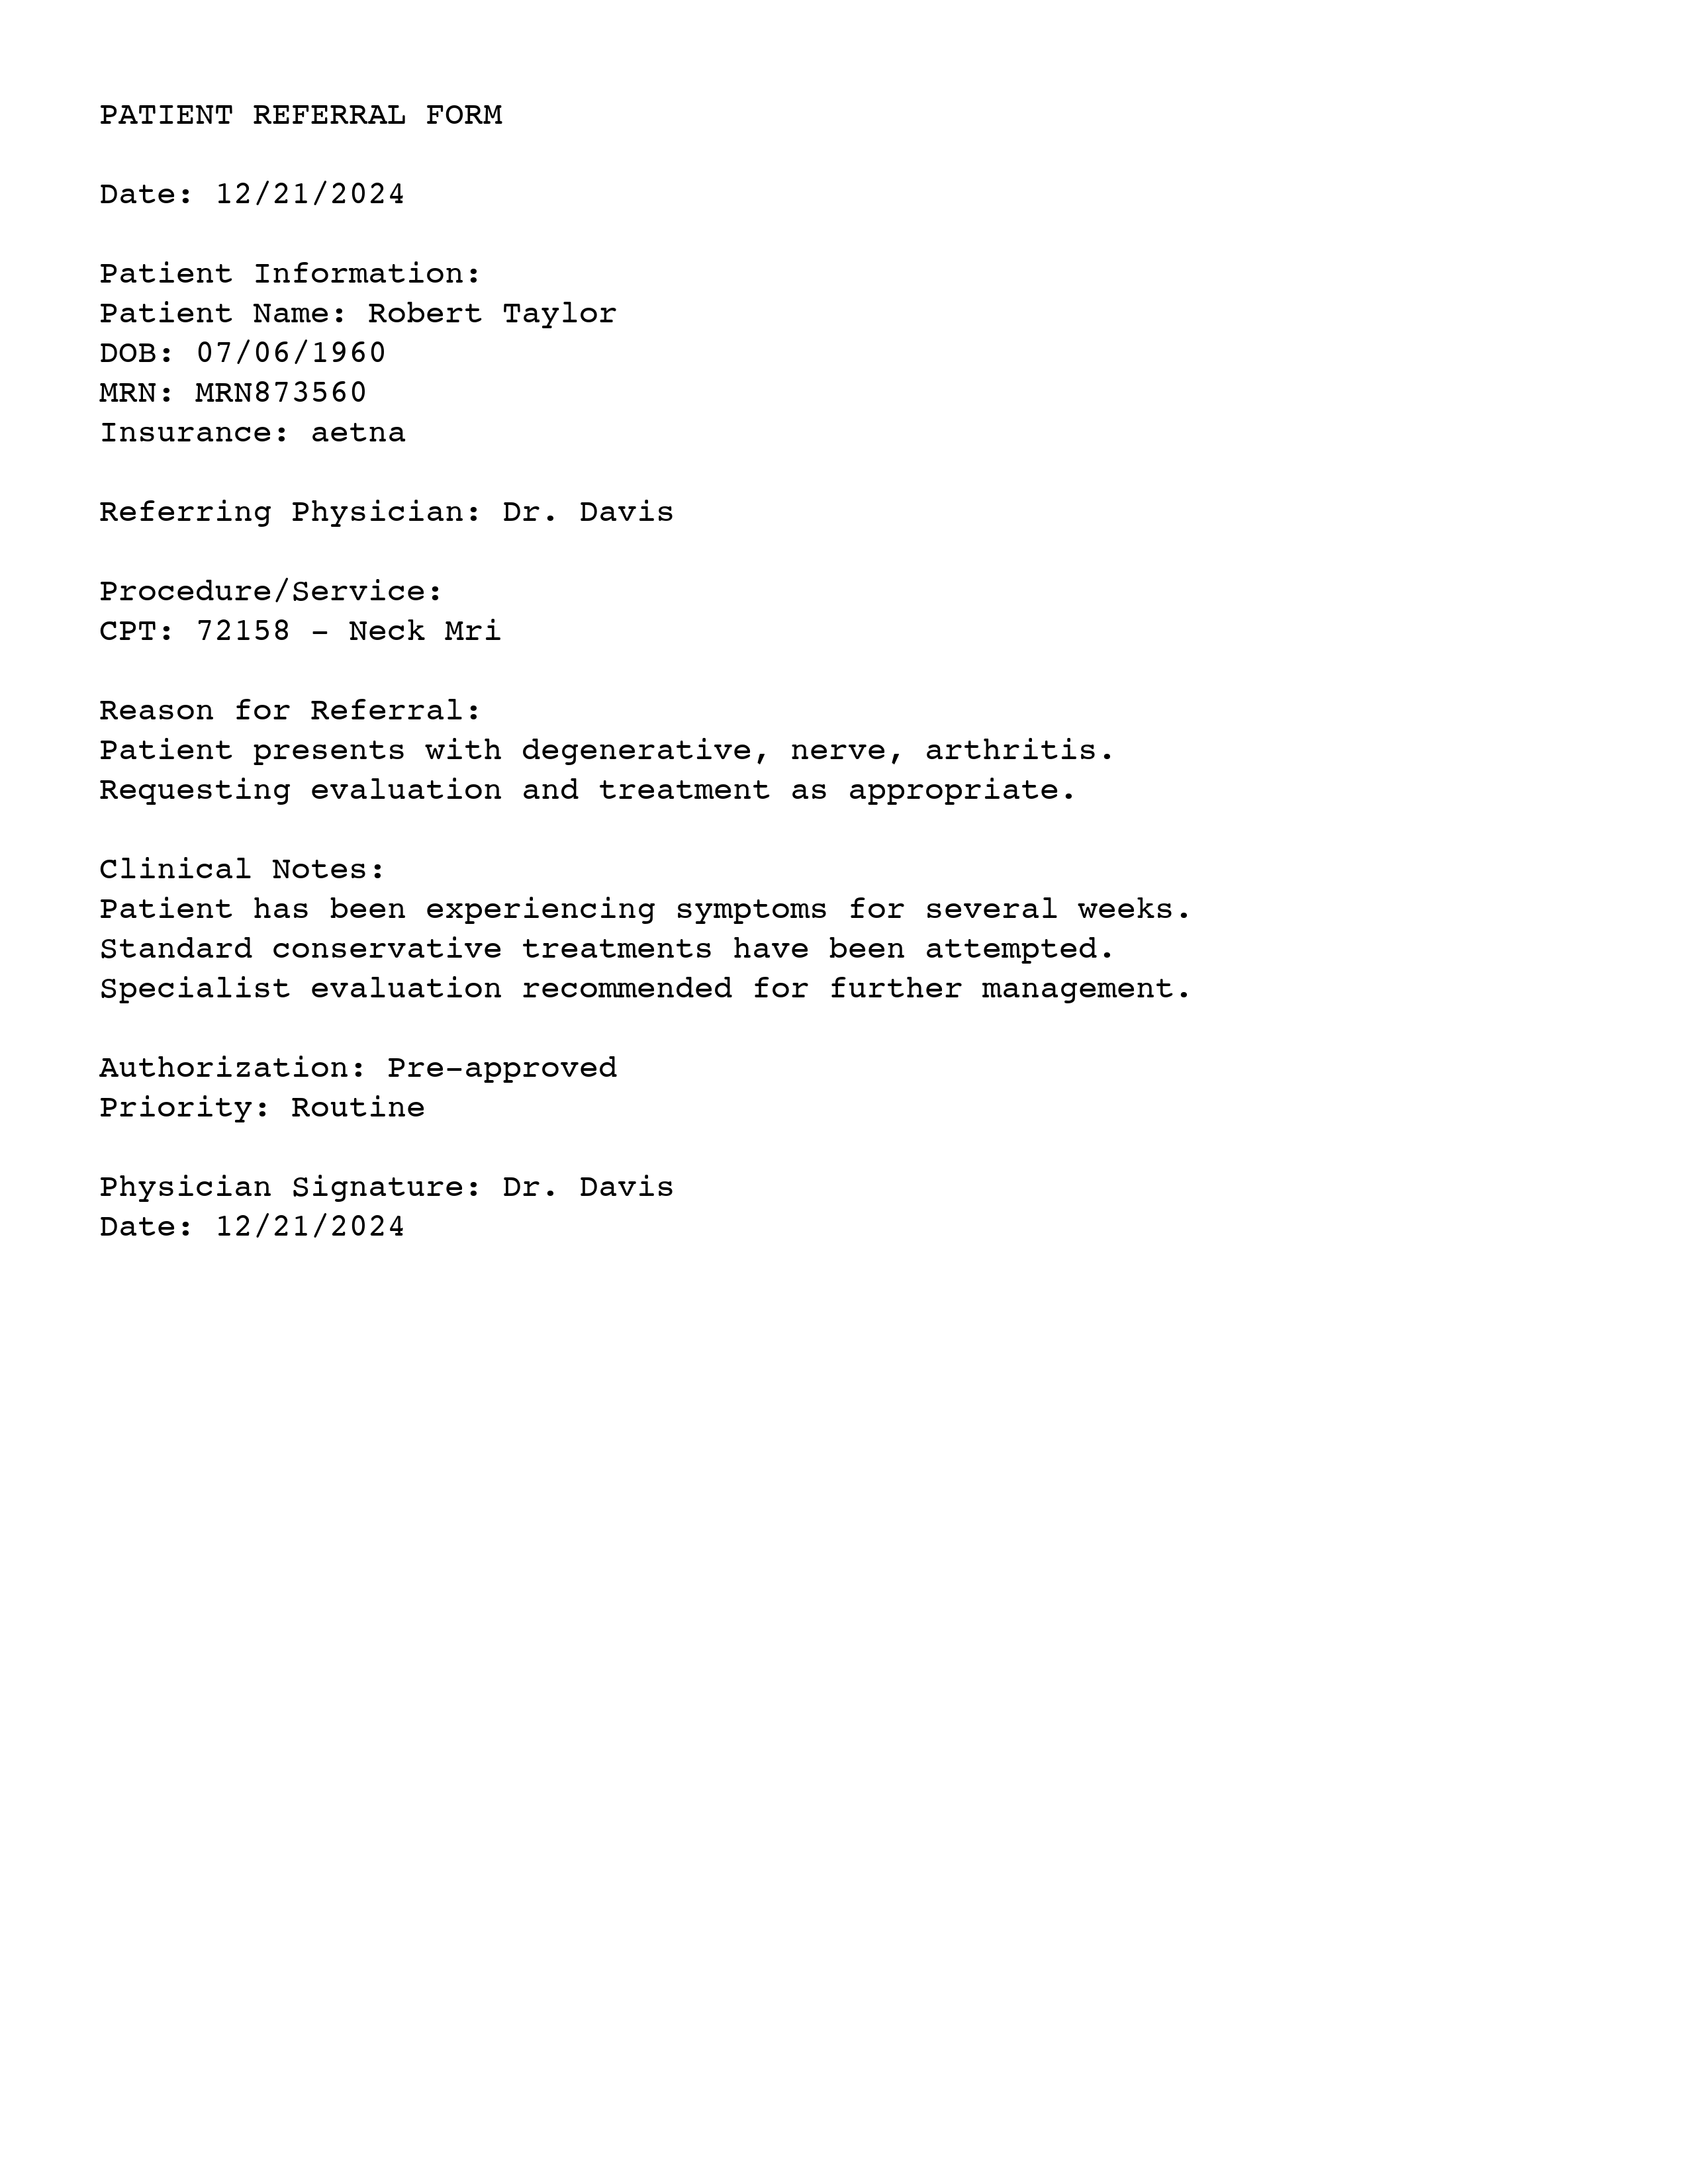 PATIENT REFERRAL FORM
Date: 12/21/2024
Patient Information:
Patient Name: Robert Taylor
DOB: 07/06/1960
MRN: MRN873560
Insurance: aetna
Referring Physician: Dr. Davis
Procedure/Service:
CPT: 72158 - Neck Mri
Reason for Referral:
Patient presents with degenerative, nerve, arthritis.
Requesting evaluation and treatment as appropriate.
Clinical Notes:
Patient has been experiencing symptoms for several weeks.
Standard conservative treatments have been attempted.
Specialist evaluation recommended for further management.
Authorization: Pre-approved
Priority: Routine
Physician Signature: Dr. Davis
Date: 12/21/2024